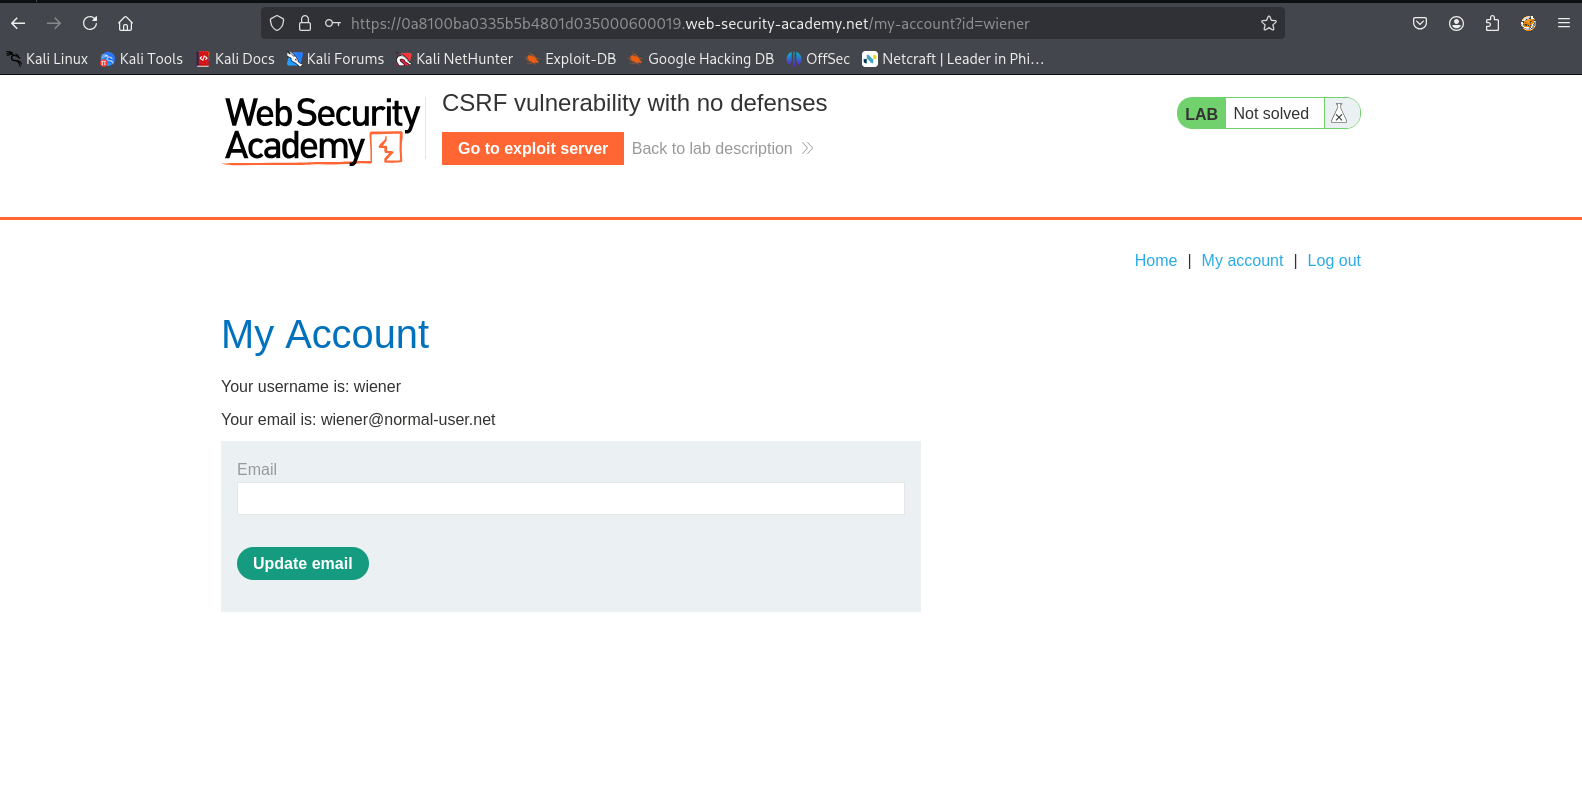 https://0a8100ba0335b5b4801d035000600019.web-security-academy.net/my-account?id=wiener
Kali Linux Kali Tools Kali Docs Kali Forums Kali NetHunter Exploit-DB Google Hacking DB OffSec Netcraft | Leader in Phi…
Web Security
Academy
CSRF vulnerability with no defenses
Go to exploit server Back to lab description
LAB Not solved
Home | My account | Log out
My Account
Your username is: wiener
Your email is: wiener@normal-user.net
Email
Update email